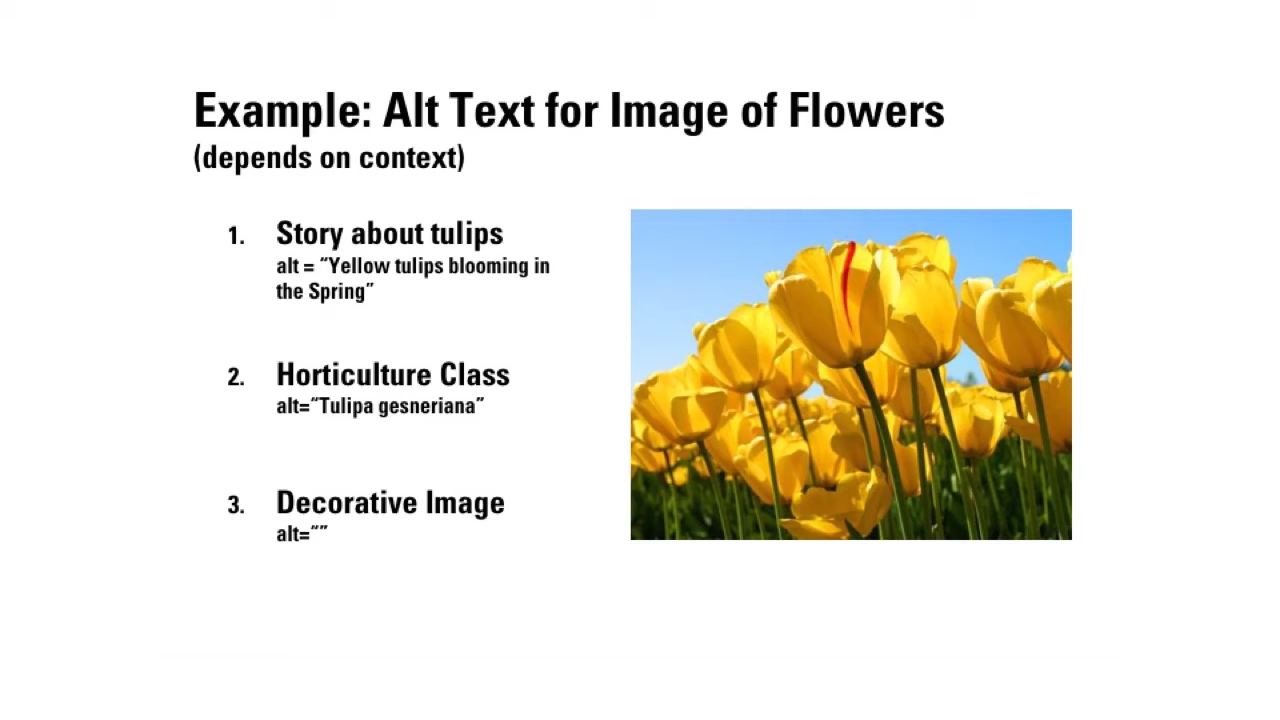 Example: Alt Text for Image of Flowers
(depends on context)
1. Story about tulips
alt = “Yellow tulips blooming in
the Spring”
2. Horticulture Class
alt=“Tulipa gesneriana”
3. Decorative Image
alt=“”